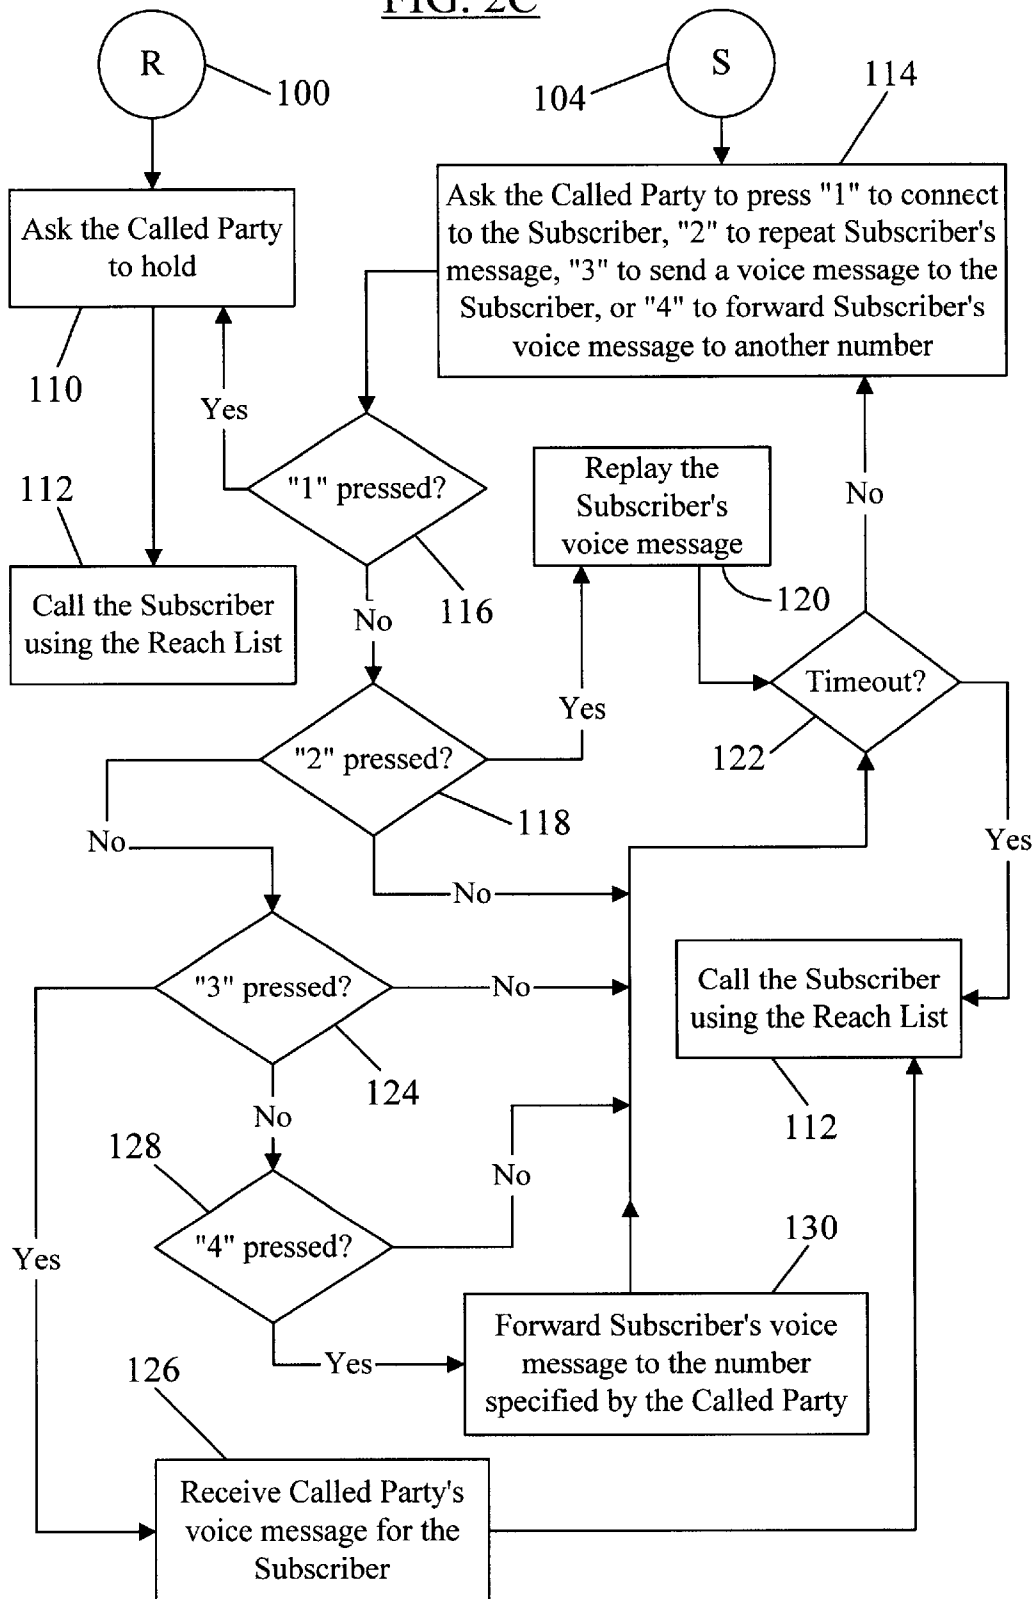 FIG. 2C
R
100
S
104
114
Ask the Called Party
to hold
110
Ask the Called Party to press "1" to connect
to the Subscriber, "2" to repeat Subscriber's
message, "3" to send a voice message to the
Subscriber, or "4" to forward Subscriber's
voice message to another number
Yes
"1" pressed?
116
No
112
Call the Subscriber
using the Reach List
Replay the
Subscriber's
voice message
120
No
Timeout?
122
Yes
"2" pressed?
118
Yes
No
No
"3" pressed?
124
No
No
Call the Subscriber
using the Reach List
112
128
"4" pressed?
No
Yes
Yes
130
Forward Subscriber's voice
message to the number
specified by the Called Party
126
Receive Called Party's
voice message for the
Subscriber